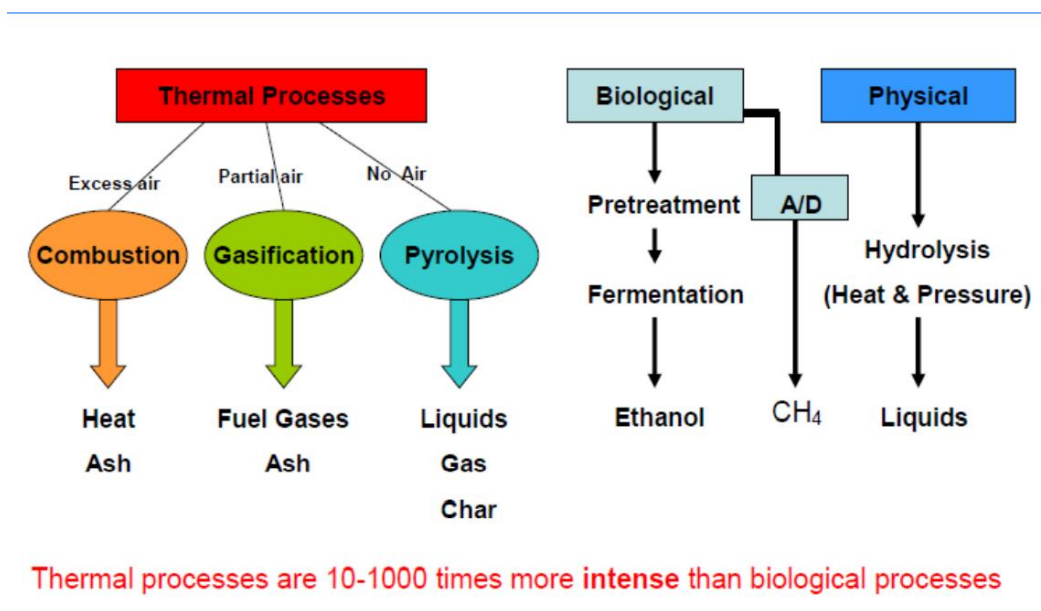 Thermal Processes
Biological
Physical
Excess air
Partial air
No Air
Combustion
Gasification
Pyrolysis
Pretreatment
A/D
Hydrolysis
(Heat & Pressure)
Fermentation
Heat
Ash
Fuel Gases
Ash
Liquids
Gas
Char
Ethanol
CH₄
Liquids
Thermal processes are 10-1000 times more intense than biological processes